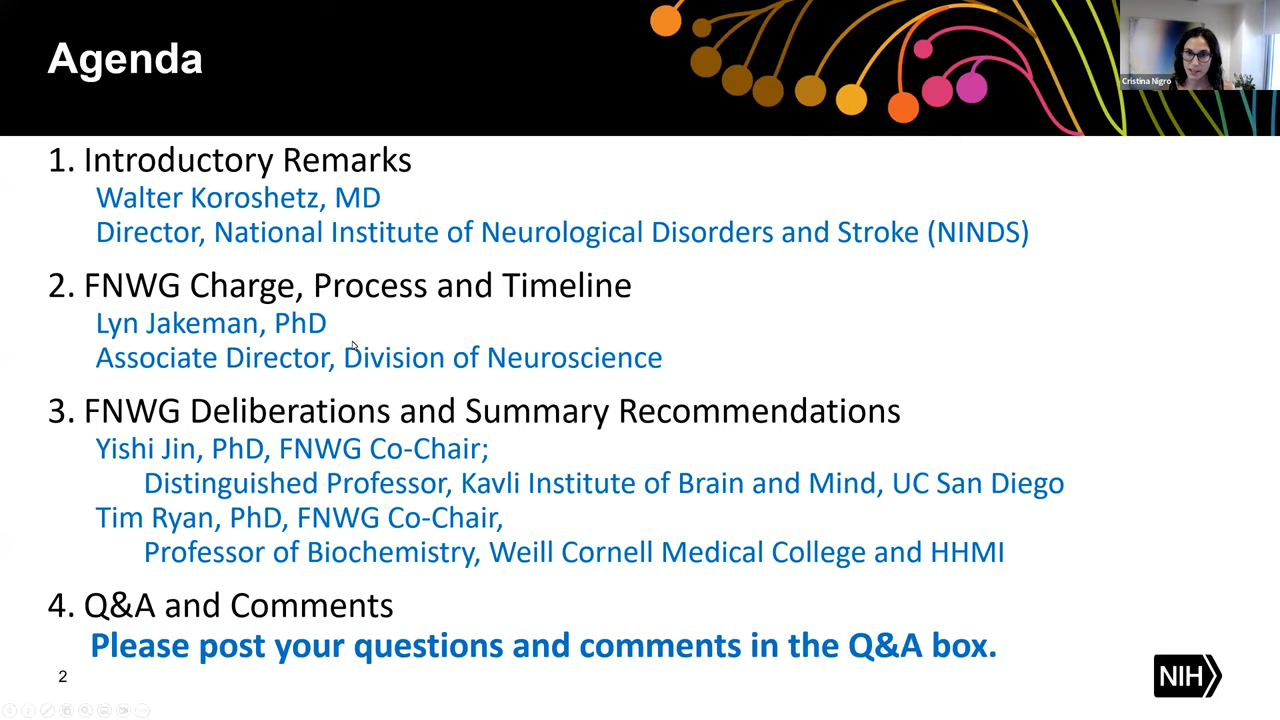 Agenda
Cristina Nigro
1. Introductory Remarks
Walter Koroshetz, MD
Director, National Institute of Neurological Disorders and Stroke (NINDS)
2. FNWG Charge, Process and Timeline
Lyn Jakeman, PhD
Associate Director, Division of Neuroscience
3. FNWG Deliberations and Summary Recommendations
Yishi Jin, PhD, FNWG Co-Chair;
Distinguished Professor, Kavli Institute of Brain and Mind, UC San Diego
Tim Ryan, PhD, FNWG Co-Chair,
Professor of Biochemistry, Weill Cornell Medical College and HHMI
4. Q&A and Comments
Please post your questions and comments in the Q&A box.
2
NIH